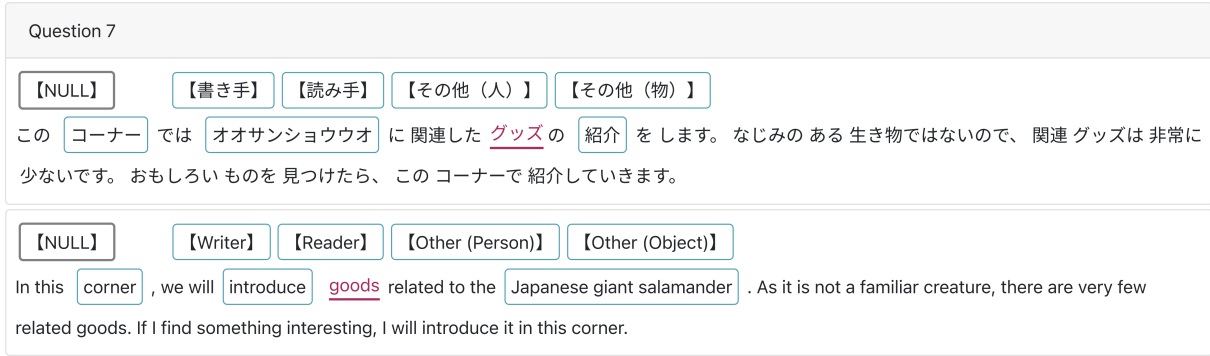 Question 7
【NULL】 【書き手】 【読み手】 【その他（人）】 【その他（物）】
この コーナー では オオサンショウウオ に 関連した グッズ の 紹介 を します。 なじみの ある 生き物ではないので、 関連 グッズは 非常に
少ないです。 おもしろい ものを 見つけたら、 この コーナーで 紹介していきます。
【NULL】 【Writer】 【Reader】 【Other (Person)】 【Other (Object)】
In this corner , we will introduce goods related to the Japanese giant salamander . As it is not a familiar creature, there are very few
related goods. If I find something interesting, I will introduce it in this corner.